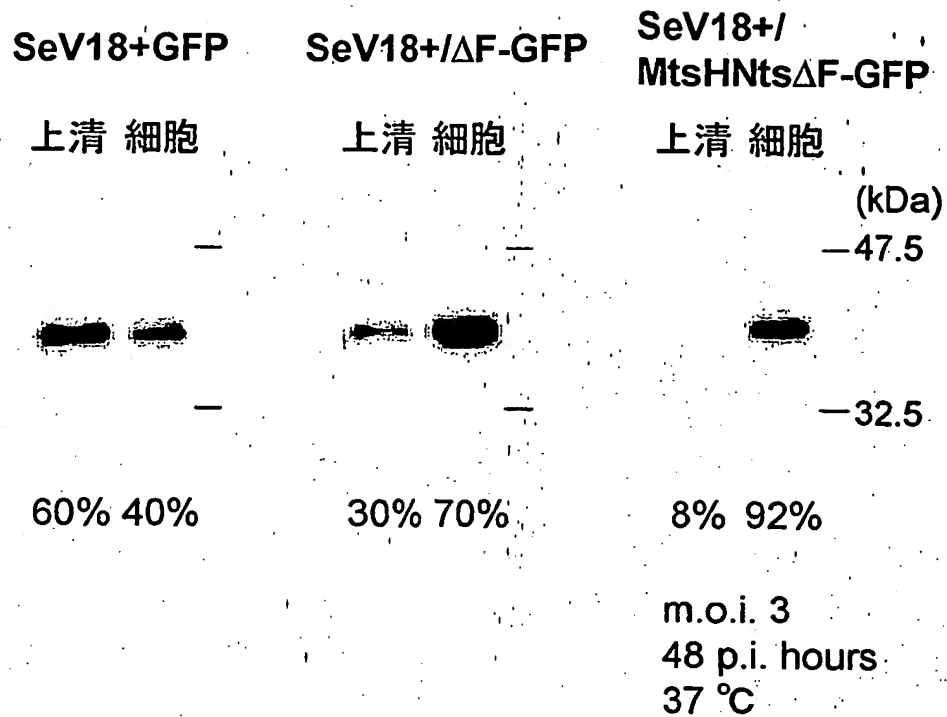 SeV18+GFP
SeV18+/ΔF-GFP
SeV18+/
MtsHNtsΔF-GFP
上清 細胞
上清 細胞
上清 細胞
(kDa)
47.5
32.5
60% 40%
30% 70%
8% 92%
m.o.i. 3
48 p.i. hours
37 °C